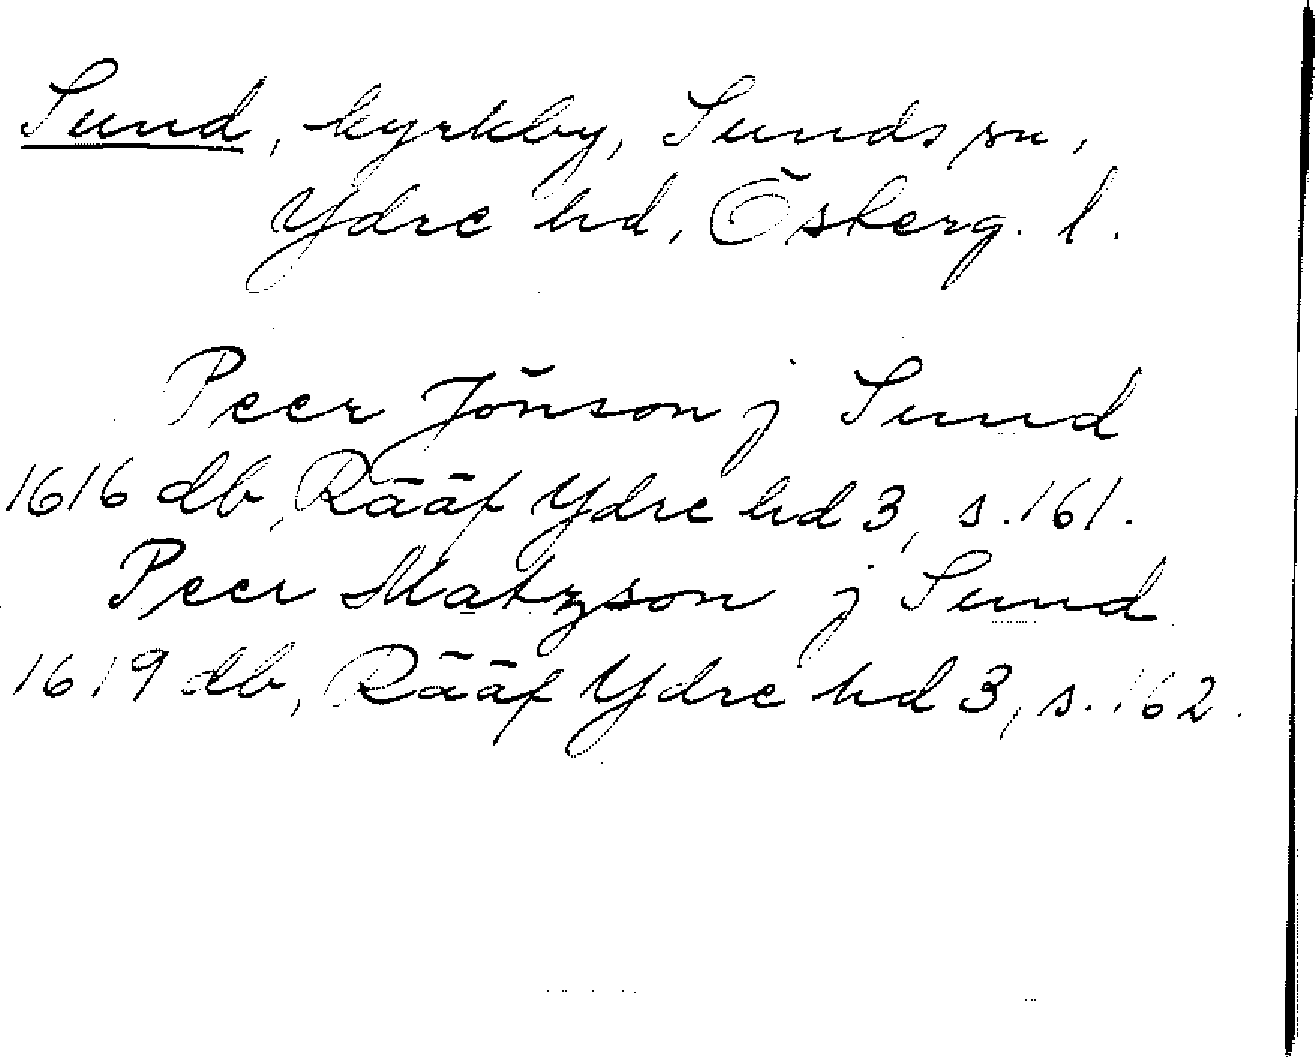 Sund, kyrkby, Sunds sn,
Ydre hd, Österg. l.
Peer Jönson j Sund
1616 db, Rääf Ydre hd 3, s. 161.
Peer Matzson j Sund
1619 db, Rääf Ydre hd 3, s. 162.